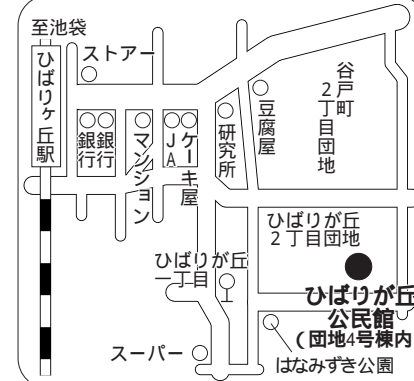 至池袋
ストアー
ひばりヶ丘駅
銀行
銀行
マンション
JA
ケーキ屋
研究所
豆腐屋
谷戸町
2丁目団地
ひばりが丘
2丁目団地
ひばりが丘
一丁目
ひばりが丘
公民館
(団地4号棟内
スーパー
はなみずき公園